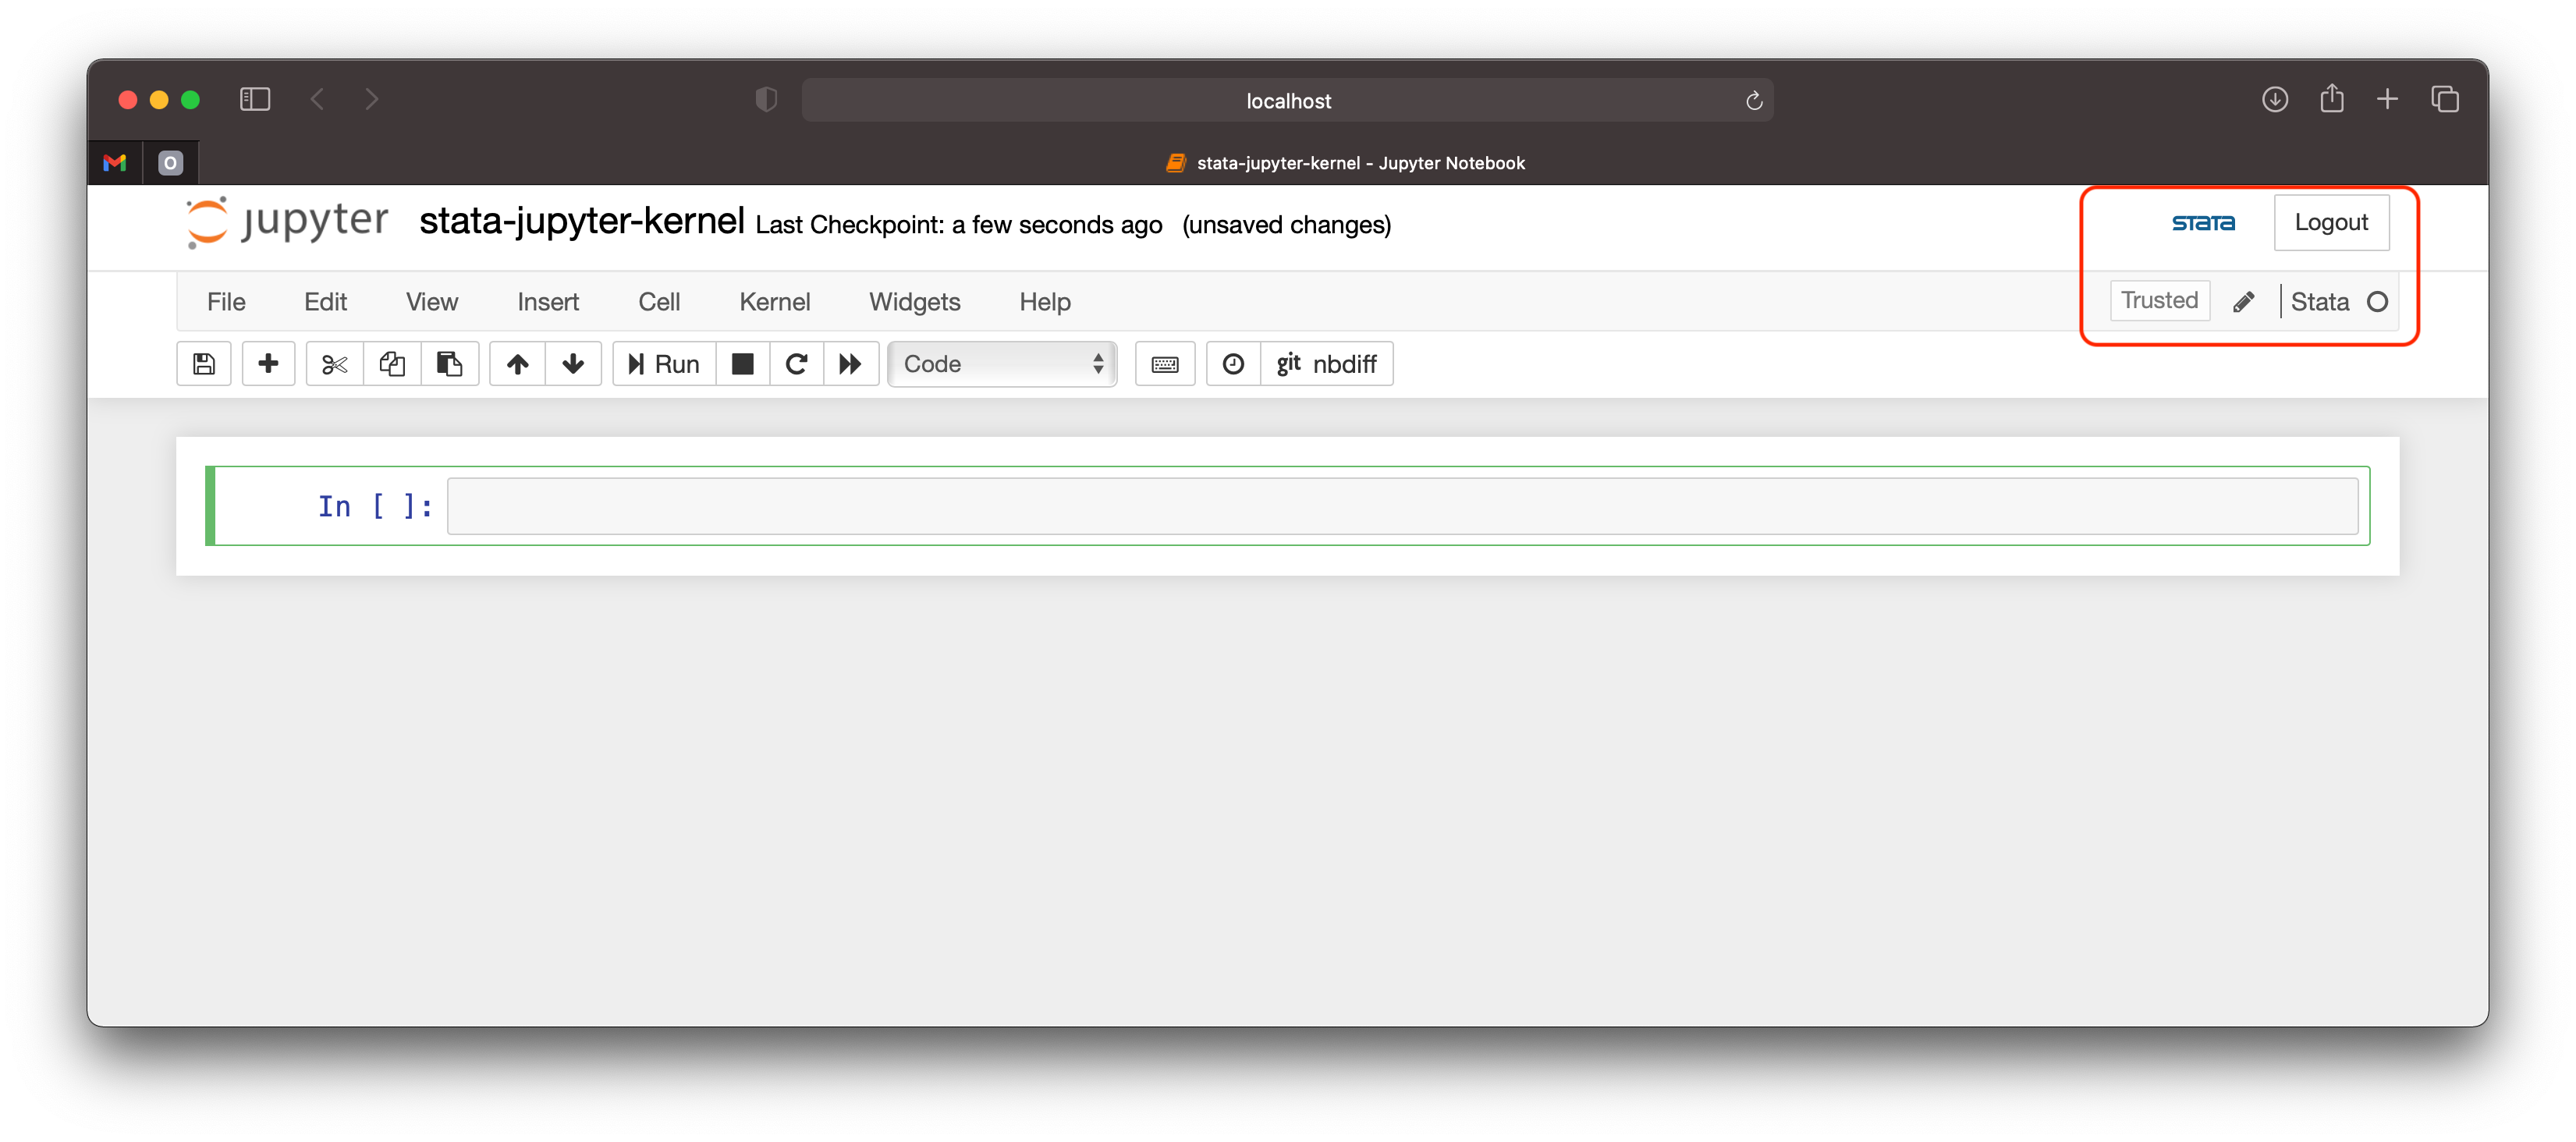 localhost
O
stata-jupyter-kernel – Jupyter Notebook
jupyter stata-jupyter-kernel Last Checkpoint: a few seconds ago (unsaved changes) stata Logout
File Edit View Insert Cell Kernel Widgets Help Trusted Stata
Run Code git nbdiff
In [ ]: